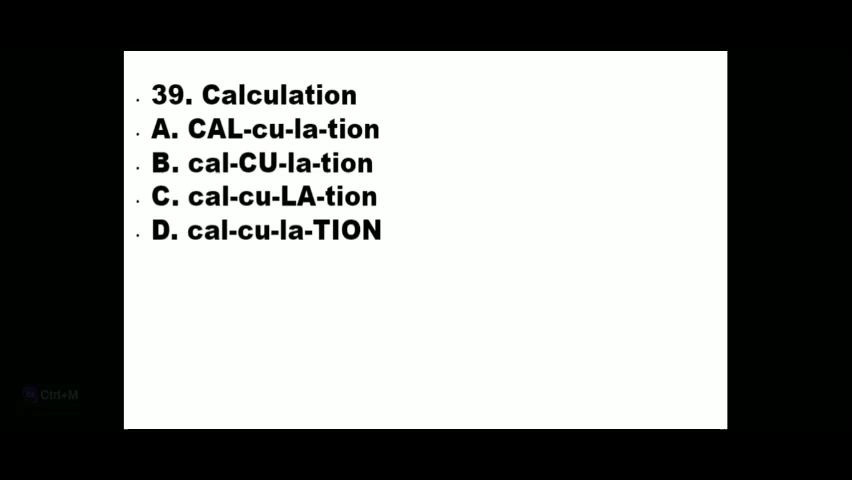 39. Calculation
A. CAL-cu-la-tion
B. cal-CU-la-tion
C. cal-cu-LA-tion
D. cal-cu-la-TION
Ctrl+M